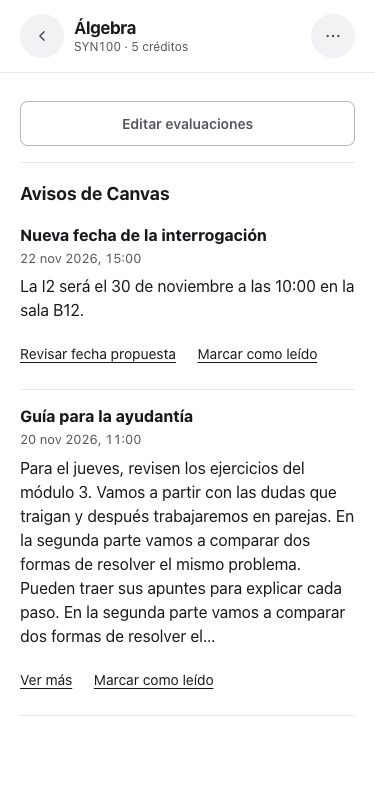 Álgebra
SYN100 · 5 créditos
Editar evaluaciones
Avisos de Canvas
Nueva fecha de la interrogación
22 nov 2026, 15:00
La I2 será el 30 de noviembre a las 10:00 en la
sala B12.
Revisar fecha propuesta Marcar como leído
Guía para la ayudantía
20 nov 2026, 11:00
Para el jueves, revisen los ejercicios del
módulo 3. Vamos a partir con las dudas que
traigan y después trabajaremos en parejas. En
la segunda parte vamos a comparar dos
formas de resolver el mismo problema.
Pueden traer sus apuntes para explicar cada
paso. En la segunda parte vamos a comparar
dos formas de resolver el...
Ver más Marcar como leído